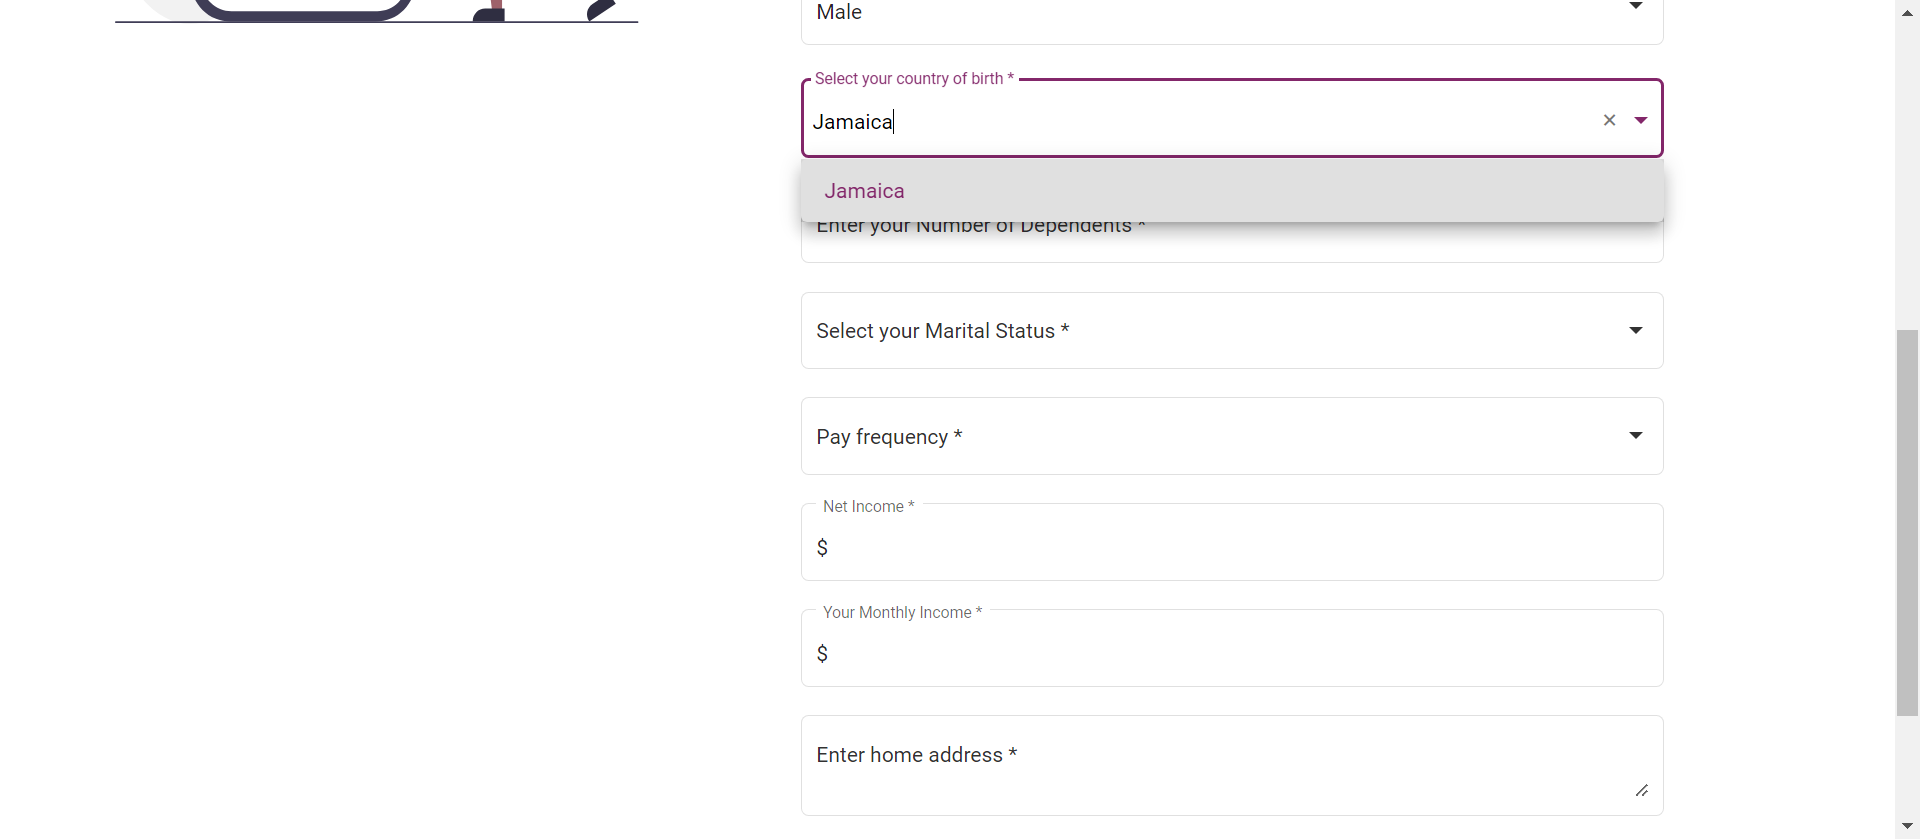 Male
Select your country of birth *
Jamaica
Jamaica
Enter your Number of Dependents *
Select your Marital Status *
Pay frequency *
Net Income *
$
Your Monthly Income *
$
Enter home address *